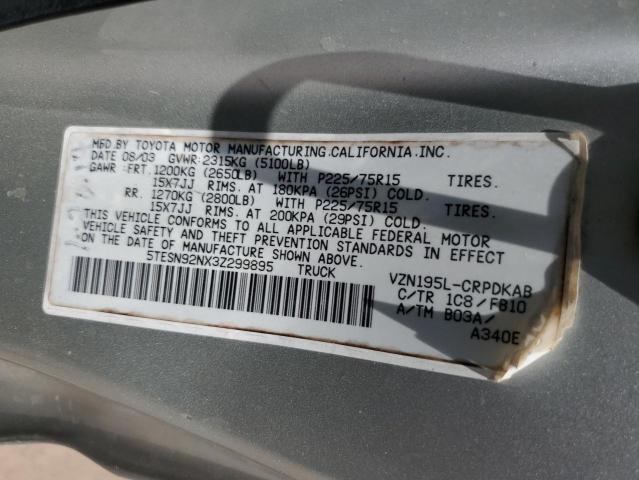 MFD.BY TOYOTA MOTOR MANUFACTURING.CALIFORNIA.INC.
DATE 08/03 GVWR:2315KG (5100LB)
GAWR :FRT.1200KG (2650LB) WITH P225/75R15 TIRES.
15X7JJ RIMS. AT 180KPA (26PSI) COLD.
RR. 1270KG (2800LB) WITH P225/75R15 TIRES.
15X7JJ RIMS. AT 200KPA (29PSI) COLD.
THIS VEHICLE CONFORMS TO ALL APPLICABLE FEDERAL MOTOR
VEHICLE SAFETY AND THEFT PREVENTION STANDARDS IN EFFECT
ON THE DATE OF MANUFACTURE SHOWN ABOVE.
5TESN92NX3Z299895 TRUCK
VZN195L-CRPDKAB
C/TR 1C8/FB10
A/TM B03A/
A340E